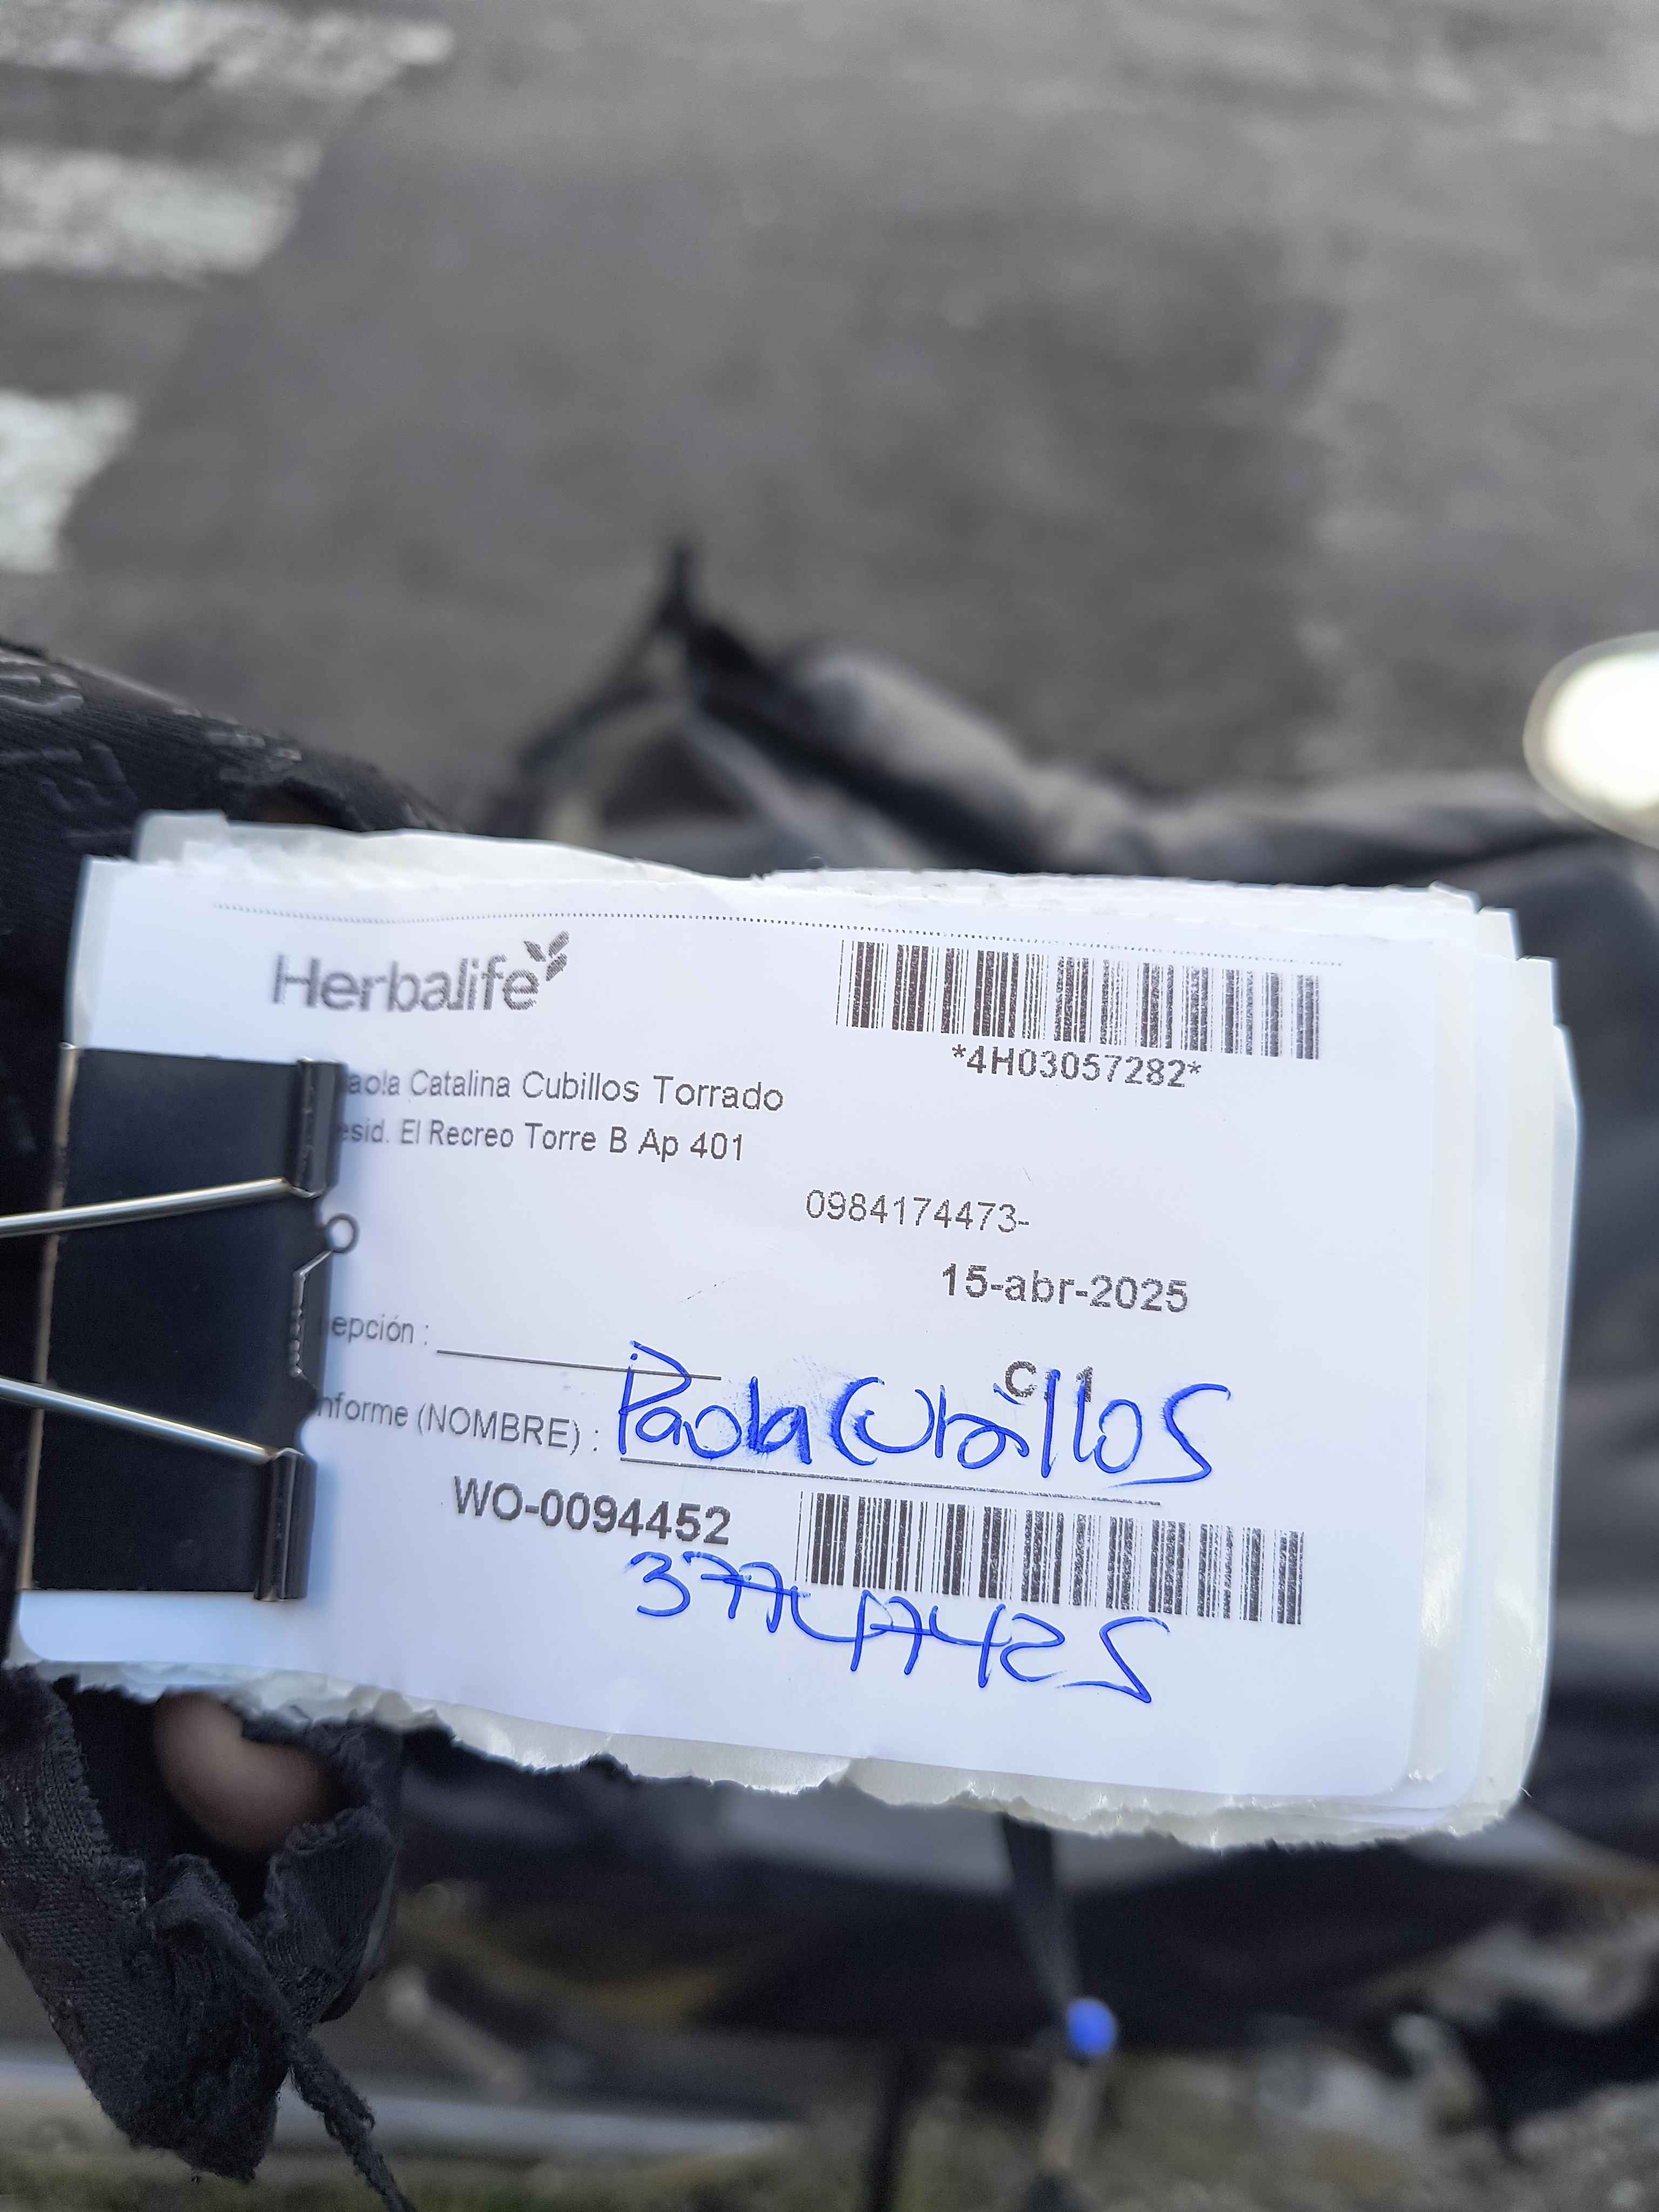 Herbalife
*4H03057282*
aola Catalina Cubillos Torrado
esid. El Recreo Torre B Ap 401
0984174473-
15-abr-2025
epción :
C 1
nforme (NOMBRE) : Paola Cubillos
WO-0094452